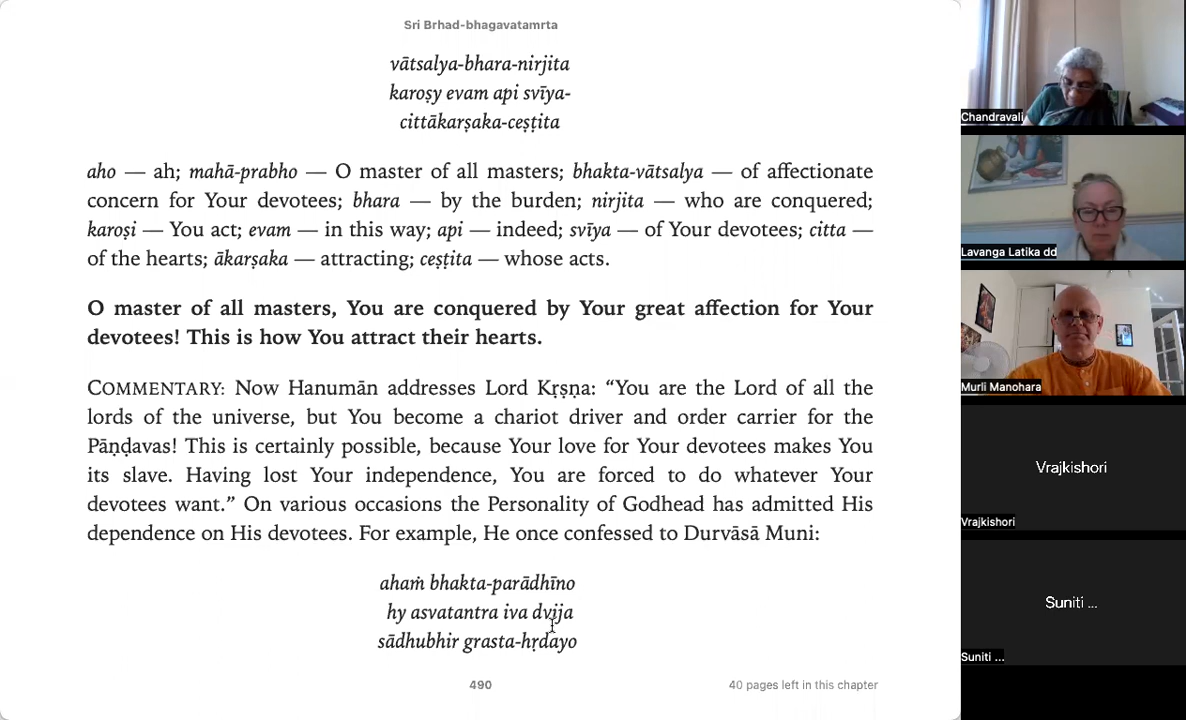 Sri Brhad-bhagavatamrta
vātsalya-bhara-nirjita
karoṣy evam api svīya-
cittākarṣaka-ceṣṭita
aho — ah; mahā-prabho — O master of all masters; bhakta-vātsalya — of affectionate
concern for Your devotees; bhara — by the burden; nirjita — who are conquered;
karoṣi — You act; evam — in this way; api — indeed; svīya — of Your devotees; citta —
of the hearts; ākarṣaka — attracting; ceṣṭita — whose acts.
O master of all masters, You are conquered by Your great affection for Your
devotees! This is how You attract their hearts.
COMMENTARY: Now Hanumān addresses Lord Kṛṣṇa: “You are the Lord of all the
lords of the universe, but You become a chariot driver and order carrier for the
Pāṇḍavas! This is certainly possible, because Your love for Your devotees makes You
its slave. Having lost Your independence, You are forced to do whatever Your
devotees want.” On various occasions the Personality of Godhead has admitted His
dependence on His devotees. For example, He once confessed to Durvāsā Muni:
ahaṁ bhakta-parādhīno
hy asvatantra iva dvija
sādhubhir grasta-hṛdayo
490
40 pages left in this chapter
Chandravali
Lavanga Latika dd
Murli Manohara
Vrajkishori
Vrajkishori
Suniti ...
Suniti ...